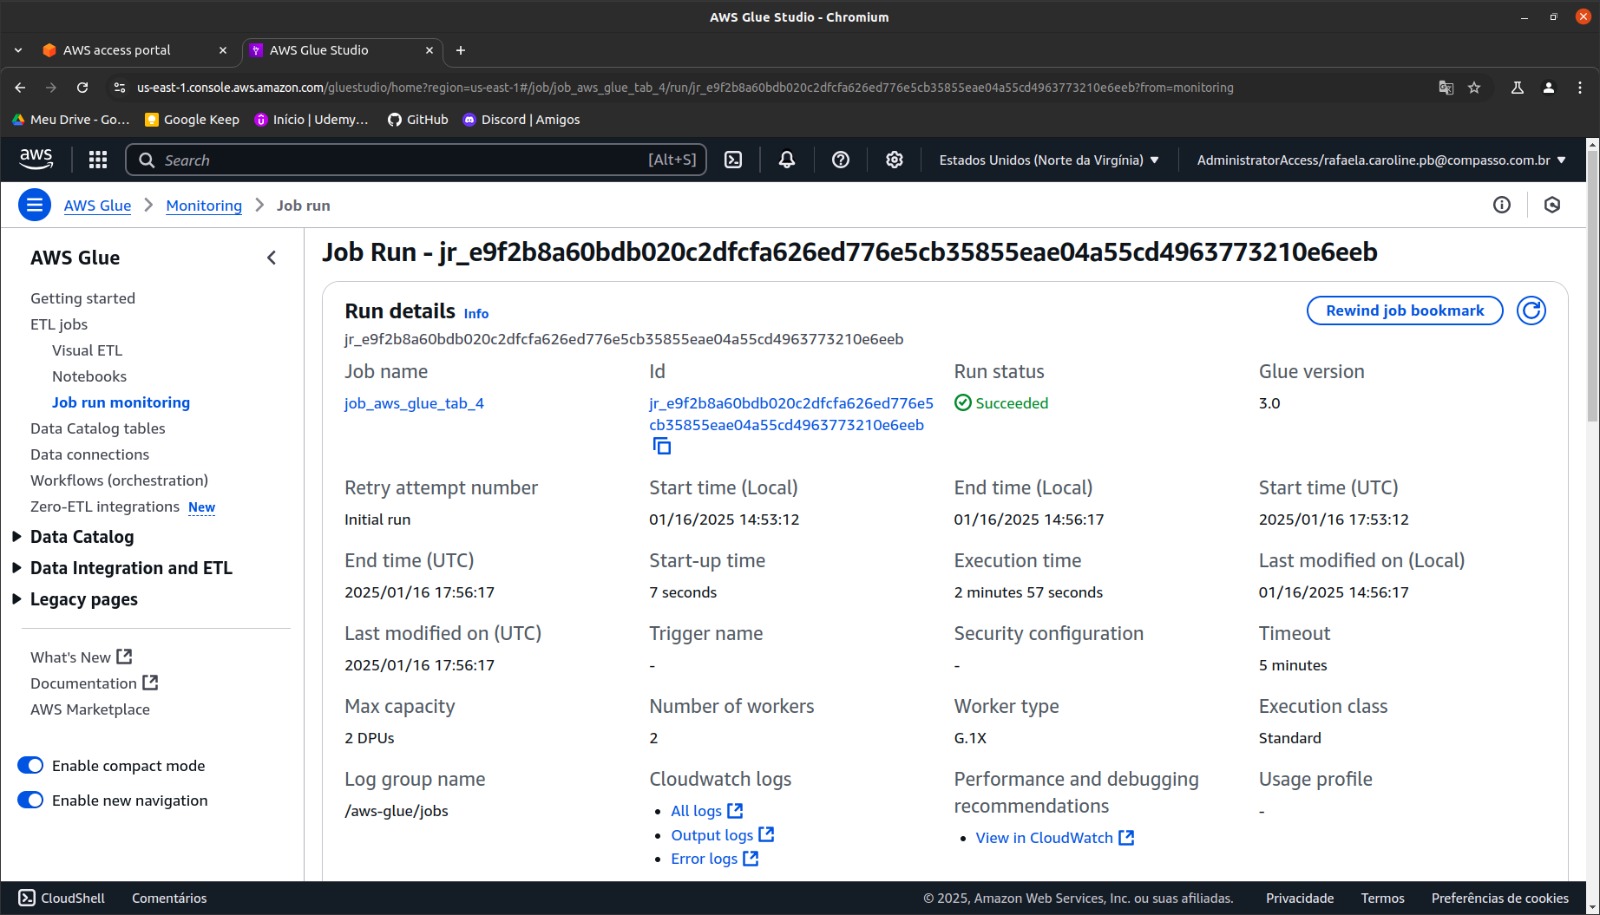 AWS Glue Studio - Chromium
AWS access portal
AWS Glue Studio
us-east-1.console.aws.amazon.com/gluestudio/home?region=us-east-1#/job/job_aws_glue_tab_4/run/jr_e9f2b8a60bdb020c2dfcfa626ed776e5cb35855eae04a55cd4963773210e6eeb?from=monitoring
Meu Drive - Go...
Google Keep
Início | Udemy...
GitHub
Discord | Amigos
aws
Search
[Alt+S]
Estados Unidos (Norte da Virgínia)
AdministratorAccess/rafaela.caroline.pb@compasso.com.br
AWS Glue
Monitoring
Job run
AWS Glue
Getting started
ETL jobs
Visual ETL
Notebooks
Job run monitoring
Data Catalog tables
Data connections
Workflows (orchestration)
Zero-ETL integrations New
Data Catalog
Data Integration and ETL
Legacy pages
What's New
Documentation
AWS Marketplace
Enable compact mode
Enable new navigation
Job Run - jr_e9f2b8a60bdb020c2dfcfa626ed776e5cb35855eae04a55cd4963773210e6eeb
Run details Info
Rewind job bookmark
jr_e9f2b8a60bdb020c2dfcfa626ed776e5cb35855eae04a55cd4963773210e6eeb
Job name
job_aws_glue_tab_4
Id
jr_e9f2b8a60bdb020c2dfcfa626ed776e5
cb35855eae04a55cd4963773210e6eeb
Run status
Succeeded
Glue version
3.0
Retry attempt number
Initial run
Start time (Local)
01/16/2025 14:53:12
End time (Local)
01/16/2025 14:56:17
Start time (UTC)
2025/01/16 17:53:12
End time (UTC)
2025/01/16 17:56:17
Start-up time
7 seconds
Execution time
2 minutes 57 seconds
Last modified on (Local)
01/16/2025 14:56:17
Last modified on (UTC)
2025/01/16 17:56:17
Trigger name
-
Security configuration
-
Timeout
5 minutes
Max capacity
2 DPUs
Number of workers
2
Worker type
G.1X
Execution class
Standard
Log group name
/aws-glue/jobs
Cloudwatch logs
• All logs
• Output logs
• Error logs
Performance and debugging
recommendations
• View in CloudWatch
Usage profile
-
CloudShell
Comentários
© 2025, Amazon Web Services, Inc. ou suas afiliadas.
Privacidade
Termos
Preferências de cookies